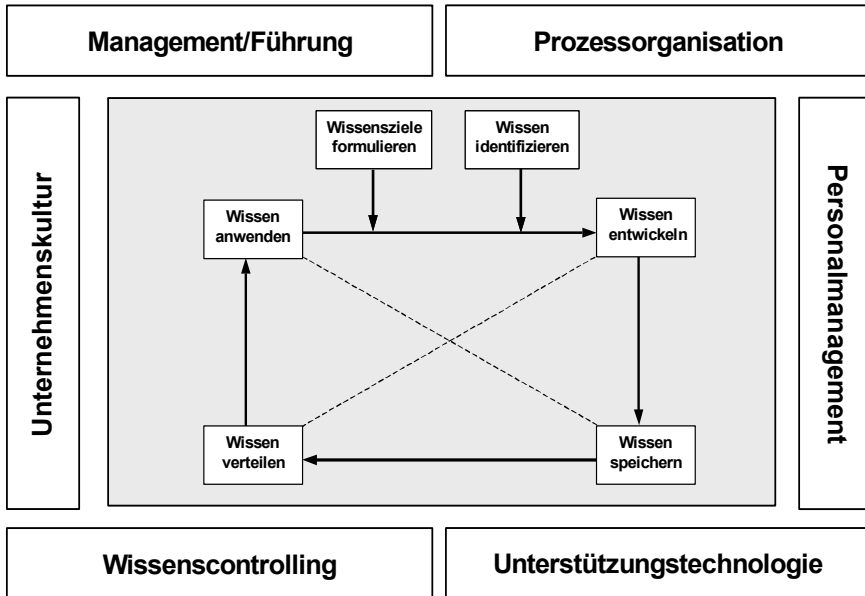 Management/Führung
Prozessorganisation
Unternehmenskultur
Wissensziele
formulieren
Wissen
identifizieren
Wissen
anwenden
Wissen
entwickeln
Wissen
verteilen
Wissen
speichern
Personalmanagement
Wissenscontrolling
Unterstützungstechnologie